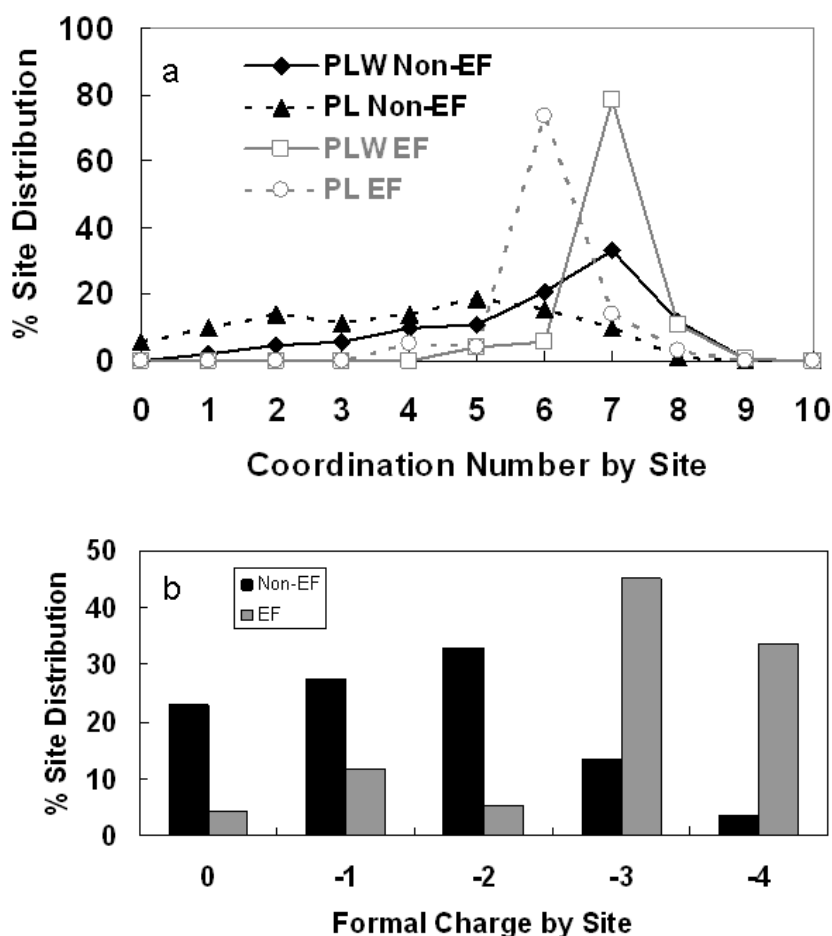 100
80
60
40
20
0
% Site Distribution
a
PLW Non-EF
PL Non-EF
PLW EF
PL EF
0 1 2 3 4 5 6 7 8 9 10
Coordination Number by Site
50
40
30
20
10
0
% Site Distribution
b
Non-EF
EF
0 -1 -2 -3 -4
Formal Charge by Site